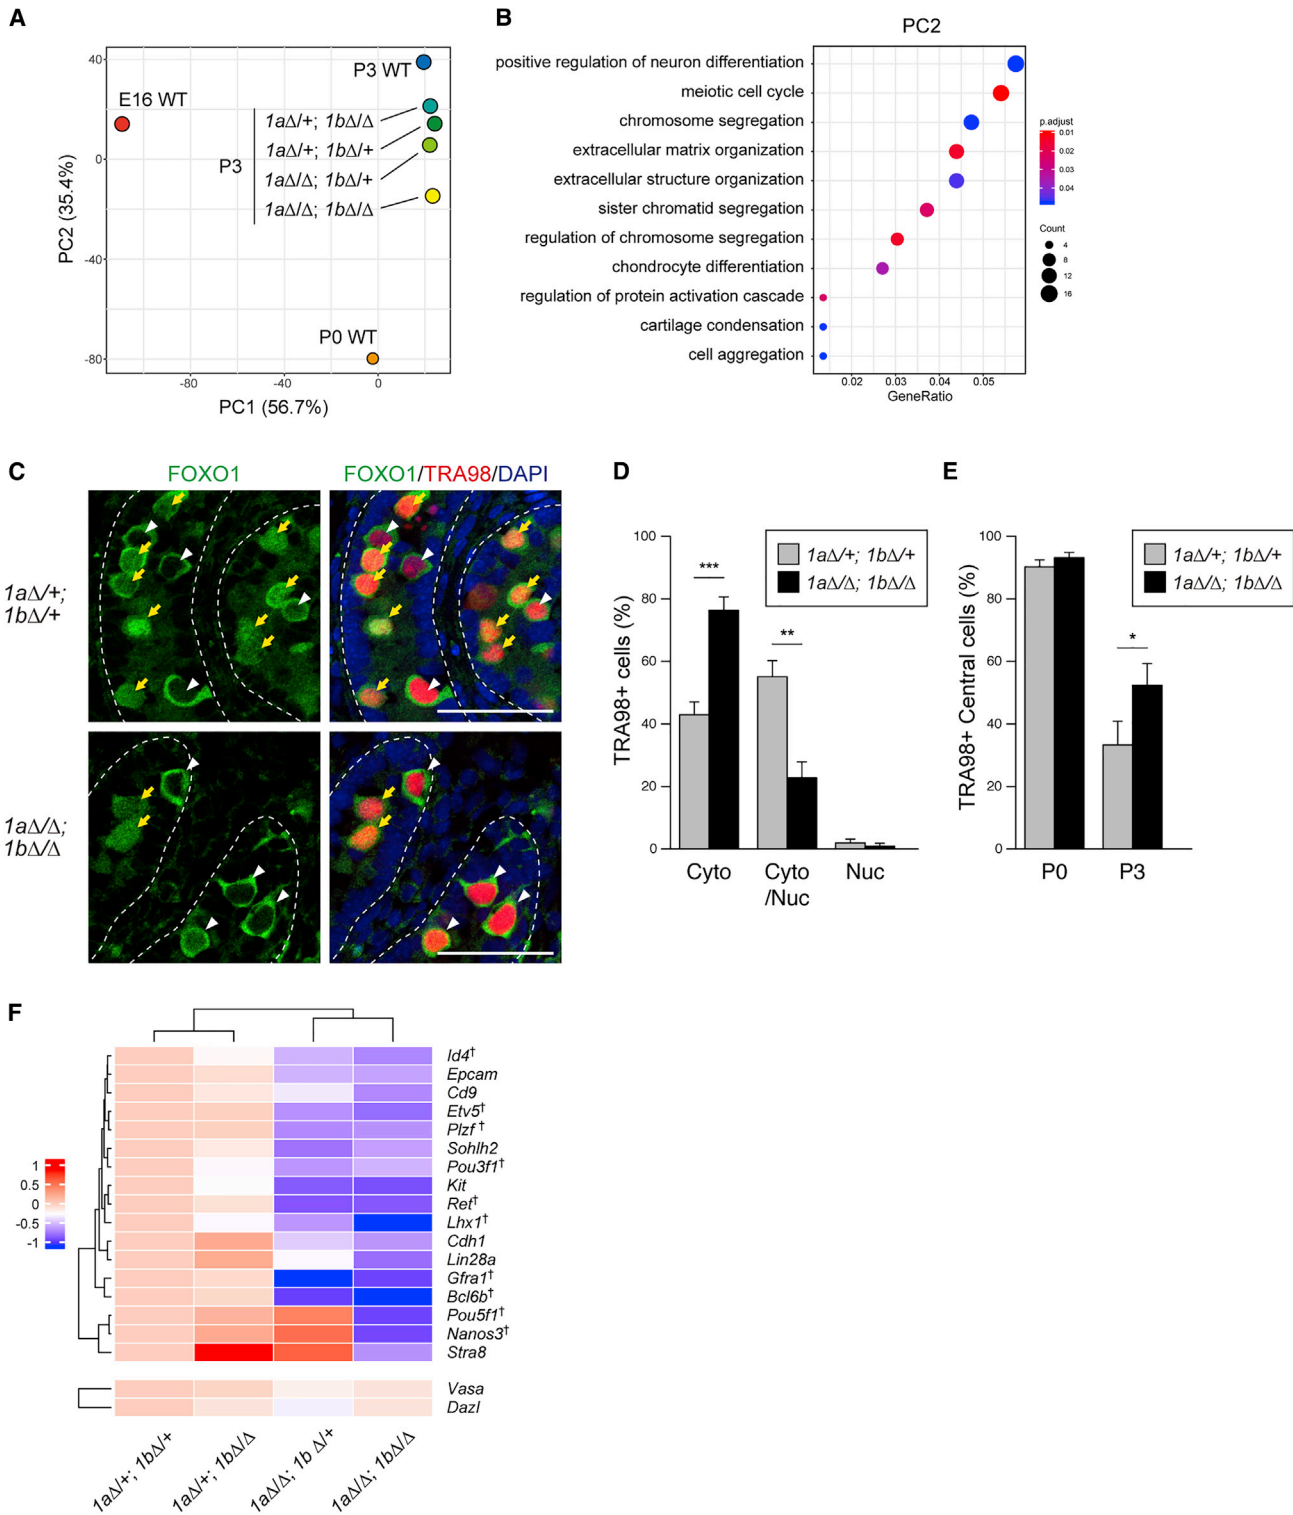 A
40
0
-40
-80
PC2 (35.4%)
P3 WT
E16 WT
P3
1aΔ/+; 1bΔ/Δ
1aΔ/+; 1bΔ/+
1aΔ/Δ; 1bΔ/+
1aΔ/Δ; 1bΔ/Δ
P0 WT
-80 -40 0
PC1 (56.7%)
B
PC2
positive regulation of neuron differentiation
meiotic cell cycle
chromosome segregation
extracellular matrix organization
extracellular structure organization
sister chromatid segregation
regulation of chromosome segregation
chondrocyte differentiation
regulation of protein activation cascade
cartilage condensation
cell aggregation
0.02 0.03 0.04 0.05
GeneRatio
p.adjust
0.01
0.02
0.03
0.04
Count
4
8
12
16
C
FOXO1
FOXO1/TRA98/DAPI
1aΔ/+;
1bΔ/+
1aΔ/Δ;
1bΔ/Δ
D
100
80
60
40
20
0
TRA98+ cells (%)
1aΔ/+; 1bΔ/+
1aΔ/Δ; 1bΔ/Δ
***
**
Cyto
Cyto
/Nuc
Nuc
E
100
80
60
40
20
0
TRA98+ Central cells (%)
1aΔ/+; 1bΔ/+
1aΔ/Δ; 1bΔ/Δ
*
P0
P3
F
1
0.5
0
-0.5
-1
Id4†
Epcam
Cd9
Etv5†
Plzf †
Sohlh2
Pou3f1†
Kit
Ret†
Lhx1†
Cdh1
Lin28a
Gfra1†
Bcl6b†
Pou5f1†
Nanos3†
Stra8
Vasa
Dazl
1aΔ/+; 1bΔ/+
1aΔ/+; 1bΔ/Δ
1aΔ/Δ; 1b Δ/+
1aΔ/Δ; 1bΔ/Δ